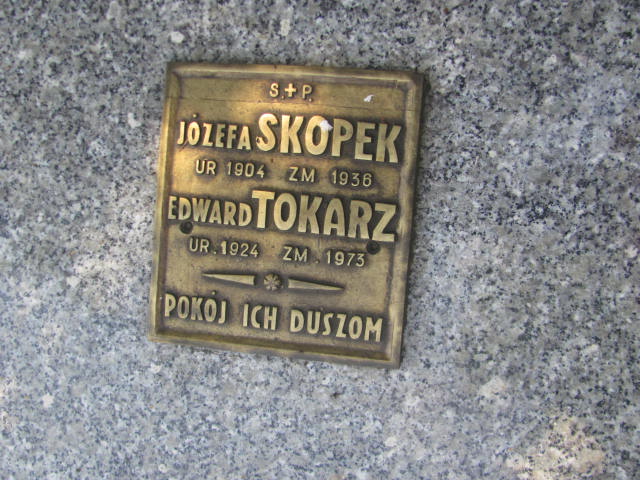 Ś.+P.
JÓZEFA SKOPEK
UR 1904 ZM 1936
EDWARD TOKARZ
UR.1924 ZM.1973
POKÓJ ICH DUSZOM